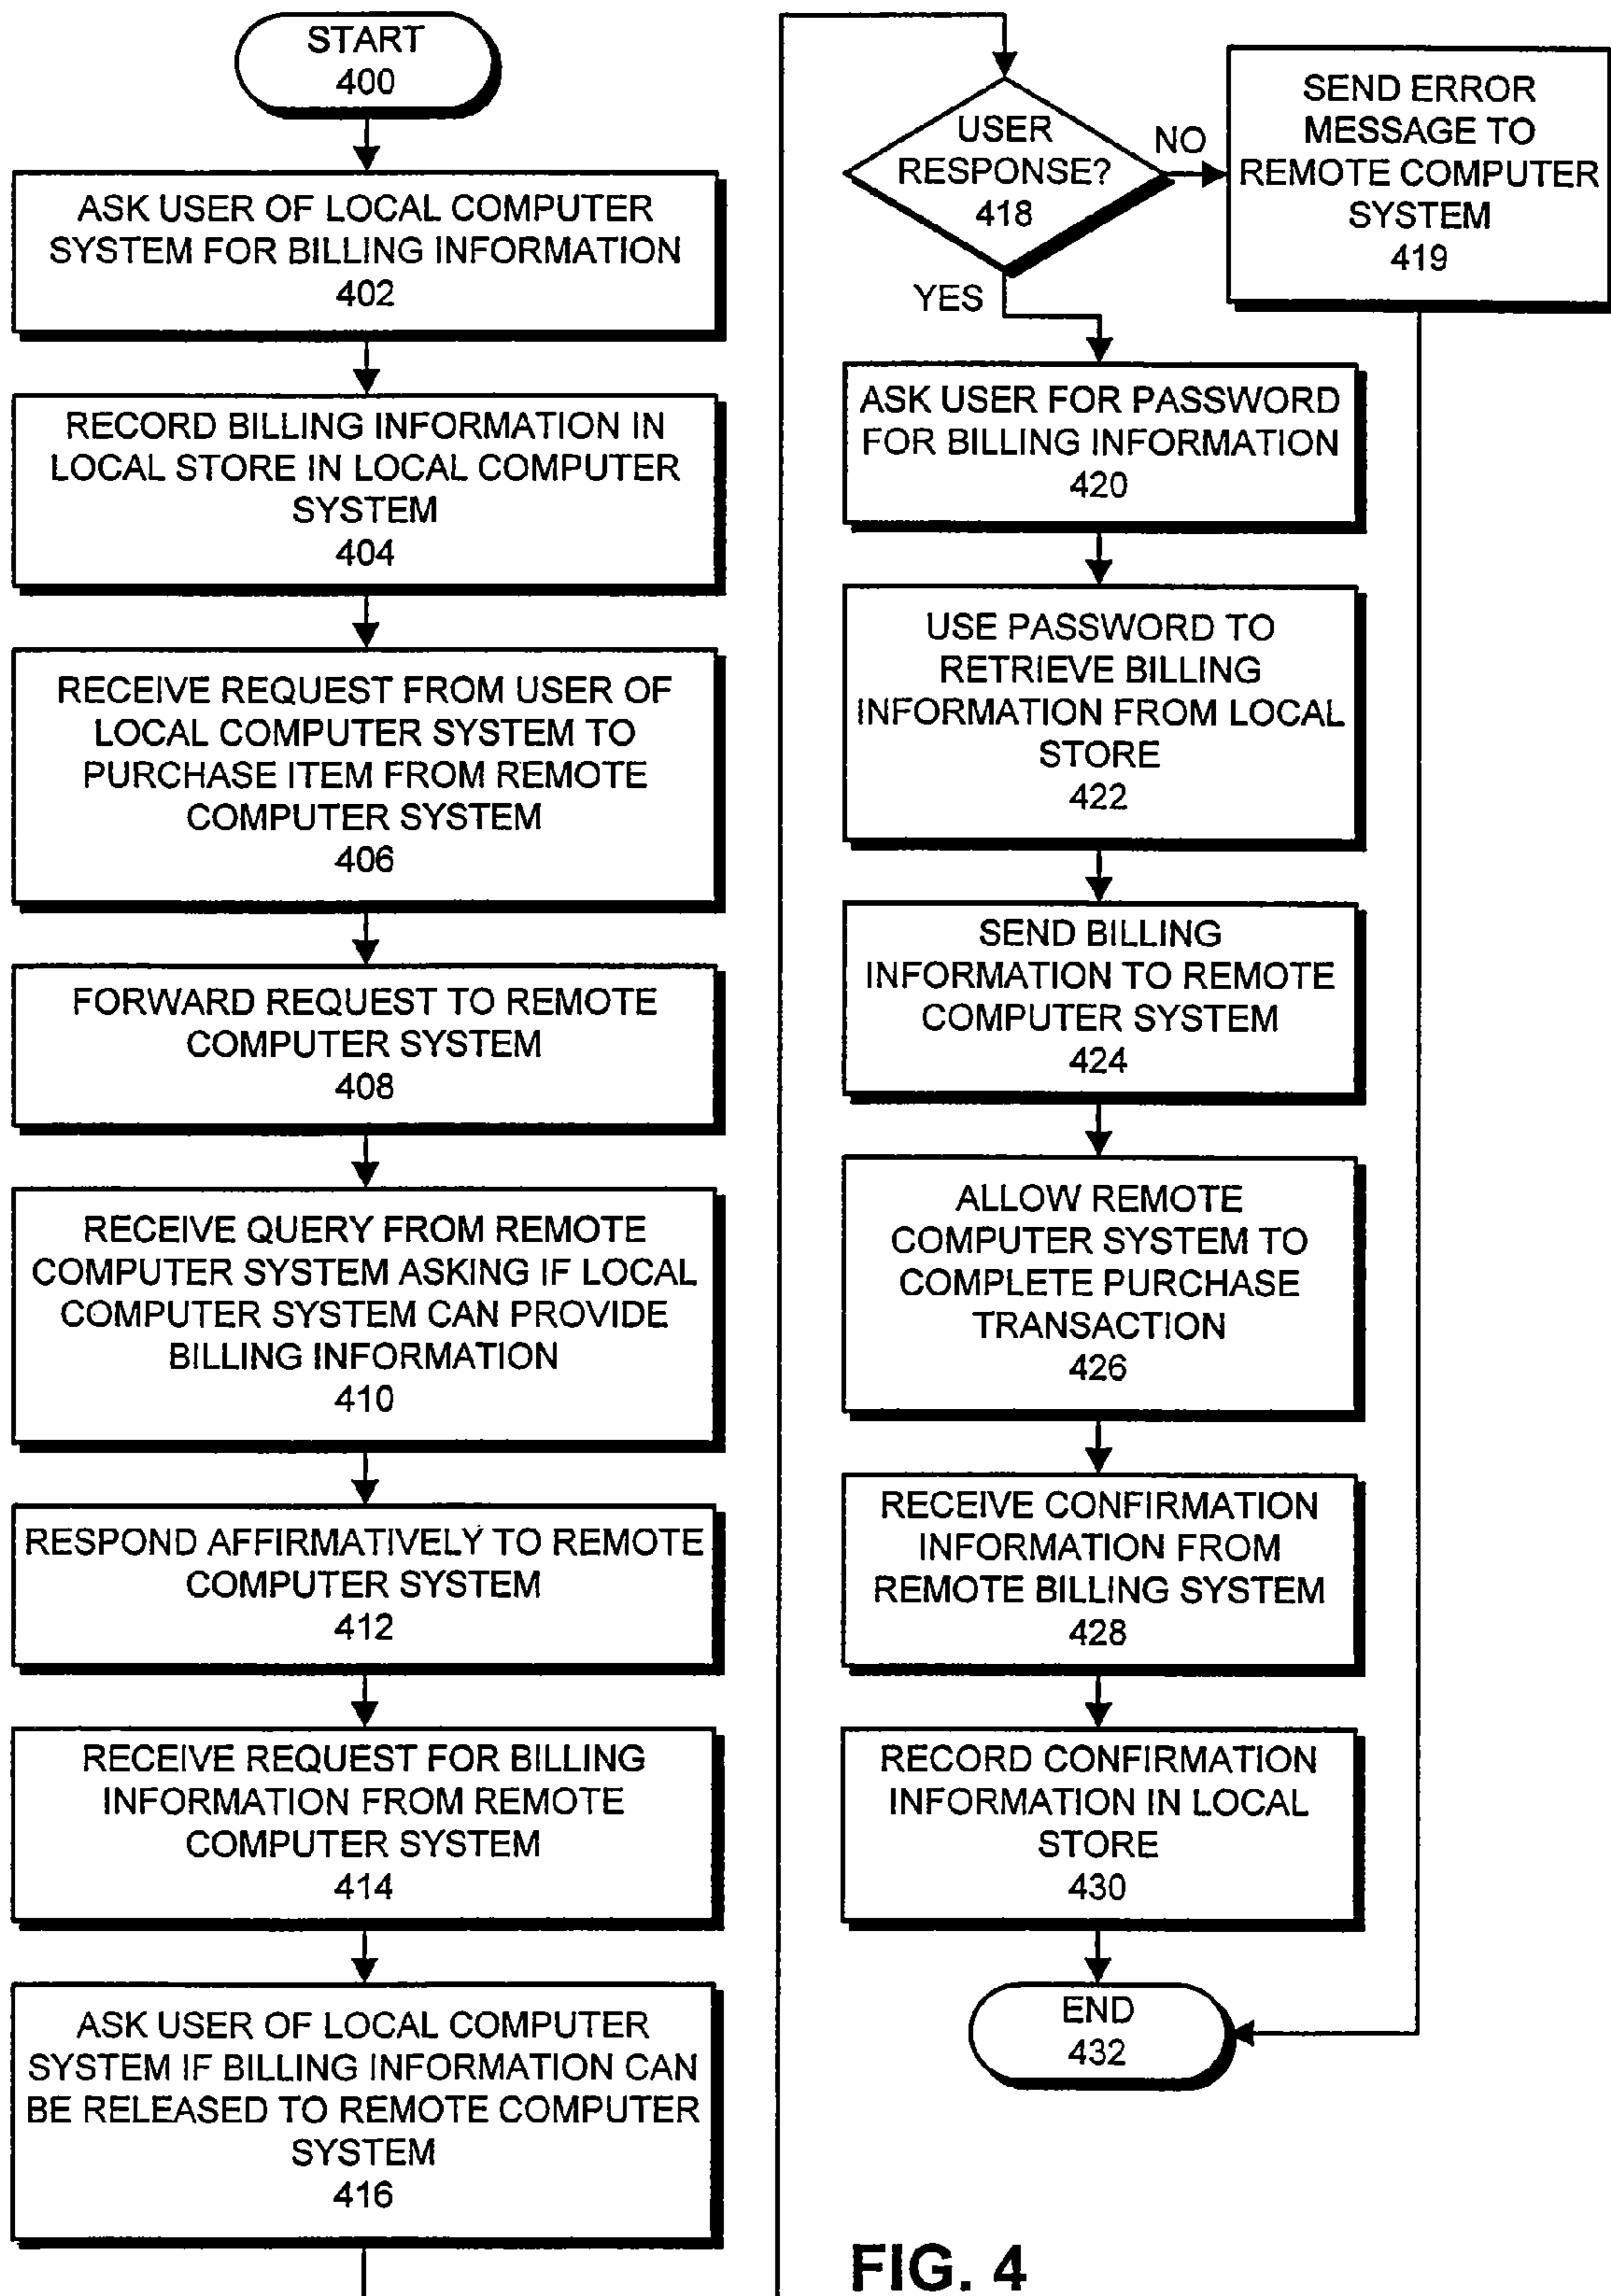 START
400
ASK USER OF LOCAL COMPUTER
SYSTEM FOR BILLING INFORMATION
402
RECORD BILLING INFORMATION IN
LOCAL STORE IN LOCAL COMPUTER
SYSTEM
404
RECEIVE REQUEST FROM USER OF
LOCAL COMPUTER SYSTEM TO
PURCHASE ITEM FROM REMOTE
COMPUTER SYSTEM
406
FORWARD REQUEST TO REMOTE
COMPUTER SYSTEM
408
RECEIVE QUERY FROM REMOTE
COMPUTER SYSTEM ASKING IF LOCAL
COMPUTER SYSTEM CAN PROVIDE
BILLING INFORMATION
410
RESPOND AFFIRMATIVELY TO REMOTE
COMPUTER SYSTEM
412
RECEIVE REQUEST FOR BILLING
INFORMATION FROM REMOTE
COMPUTER SYSTEM
414
ASK USER OF LOCAL COMPUTER
SYSTEM IF BILLING INFORMATION CAN
BE RELEASED TO REMOTE COMPUTER
SYSTEM
416
USER
RESPONSE?
418
NO
SEND ERROR
MESSAGE TO
REMOTE COMPUTER
SYSTEM
419
YES
ASK USER FOR PASSWORD
FOR BILLING INFORMATION
420
USE PASSWORD TO
RETRIEVE BILLING
INFORMATION FROM LOCAL
STORE
422
SEND BILLING
INFORMATION TO REMOTE
COMPUTER SYSTEM
424
ALLOW REMOTE
COMPUTER SYSTEM TO
COMPLETE PURCHASE
TRANSACTION
426
RECEIVE CONFIRMATION
INFORMATION FROM
REMOTE BILLING SYSTEM
428
RECORD CONFIRMATION
INFORMATION IN LOCAL
STORE
430
END
432
FIG. 4